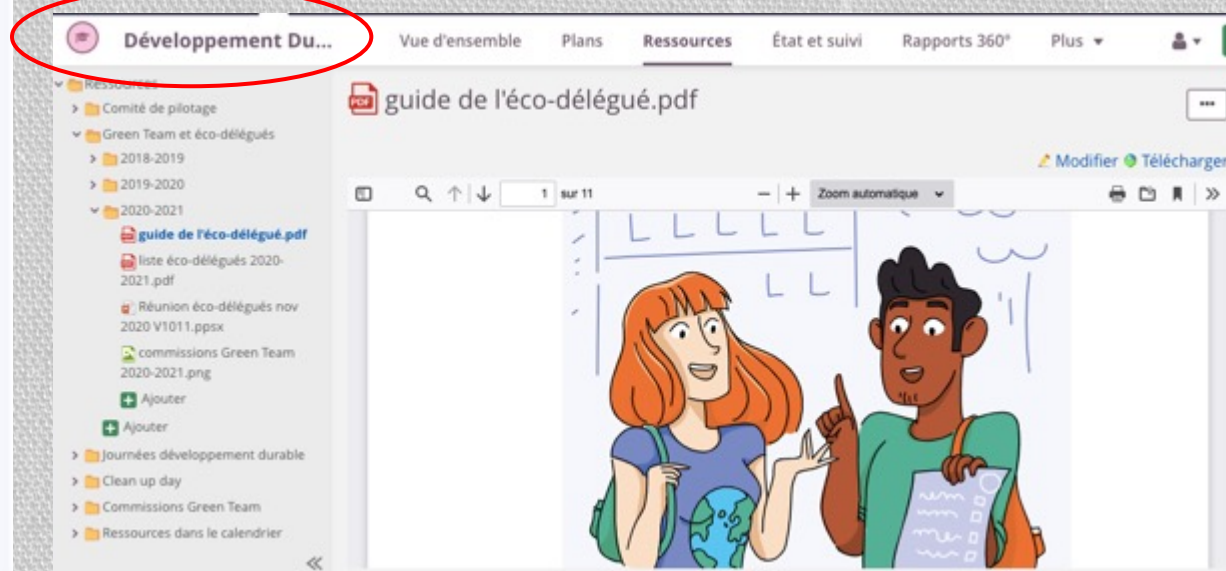 Développement Du...
Vue d'ensemble
Plans
Ressources
État et suivi
Rapports 360°
Plus
Ressources
Comité de pilotage
Green Team et éco-délégués
2018-2019
2019-2020
2020-2021
guide de l'éco-délégué.pdf
liste éco-délégués 2020-
2021.pdf
Réunion éco-délégués nov
2020 V1011.ppsx
commissions Green Team
2020-2021.png
Ajouter
Ajouter
Journées développement durable
Clean up day
Commissions Green Team
Ressources dans le calendrier
PDF guide de l'éco-délégué.pdf
Modifier Télécharger
1 sur 11
Zoom automatique